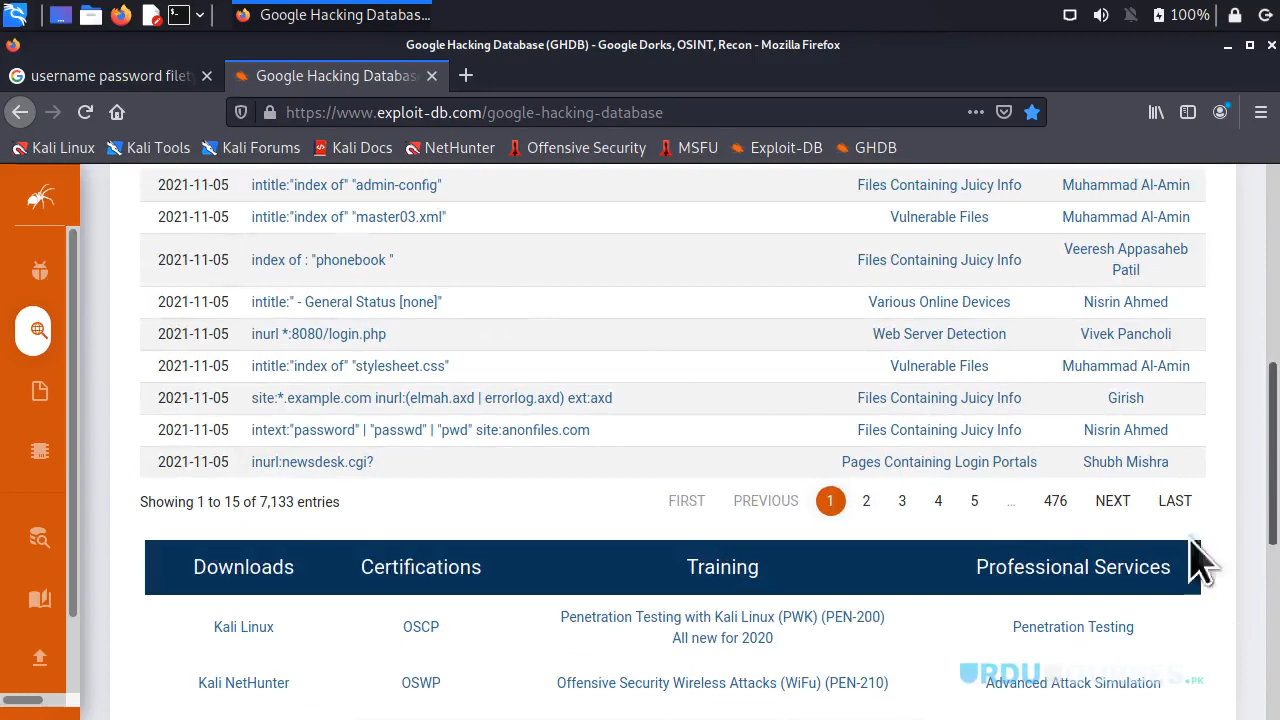 Google Hacking Databas...
100%
Google Hacking Database (GHDB) - Google Dorks, OSINT, Recon - Mozilla Firefox
username password filety
Google Hacking Databas
https://www.exploit-db.com/google-hacking-database
Kali Linux Kali Tools Kali Forums Kali Docs NetHunter Offensive Security MSFU Exploit-DB GHDB
2021-11-05 intitle:"index of" "admin-config" Files Containing Juicy Info Muhammad Al-Amin
2021-11-05 intitle:"index of" "master03.xml" Vulnerable Files Muhammad Al-Amin
2021-11-05 index of : "phonebook " Files Containing Juicy Info Veeresh Appasaheb
Patil
2021-11-05 intitle:" - General Status [none]" Various Online Devices Nisrin Ahmed
2021-11-05 inurl *:8080/login.php Web Server Detection Vivek Pancholi
2021-11-05 intitle:"index of" "stylesheet.css" Vulnerable Files Muhammad Al-Amin
2021-11-05 site:*.example.com inurl:(elmah.axd | errorlog.axd) ext:axd Files Containing Juicy Info Girish
2021-11-05 intext:"password" | "passwd" | "pwd" site:anonfiles.com Files Containing Juicy Info Nisrin Ahmed
2021-11-05 inurl:newsdesk.cgi? Pages Containing Login Portals Shubh Mishra
Showing 1 to 15 of 7,133 entries FIRST PREVIOUS 1 2 3 4 5 ... 476 NEXT LAST
Downloads Certifications Training Professional Services
Kali Linux OSCP Penetration Testing with Kali Linux (PWK) (PEN-200) Penetration Testing
All new for 2020
Kali NetHunter OSWP Offensive Security Wireless Attacks (WiFu) (PEN-210) Advanced Attack Simulation
URDUCOURSES.PK